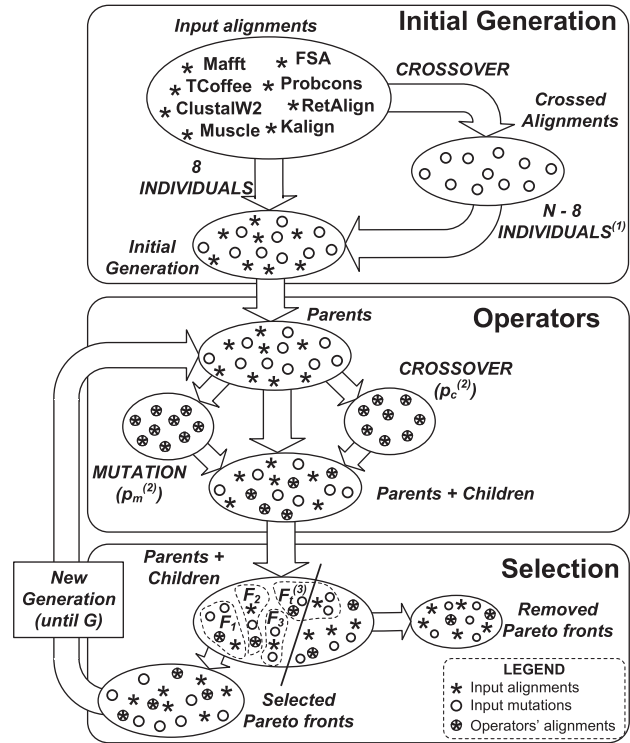 Initial Generation
Input alignments
* Mafft
* FSA
* TCoffee
* Probcons
* ClustalW2
* RetAlign
* Muscle
* Kalign
CROSSOVER
Crossed
Alignments
8
INDIVIDUALS
N - 8
INDIVIDUALS(1)
Initial
Generation
Operators
Parents
CROSSOVER
(pc(2))
MUTATION
(pm(2))
Parents + Children
Selection
Parents +
Children
New
Generation
(until G)
F1
F2
F3
Ft(3)
Removed
Pareto fronts
Selected
Pareto fronts
LEGEND
* Input alignments
Input mutations
Operators' alignments